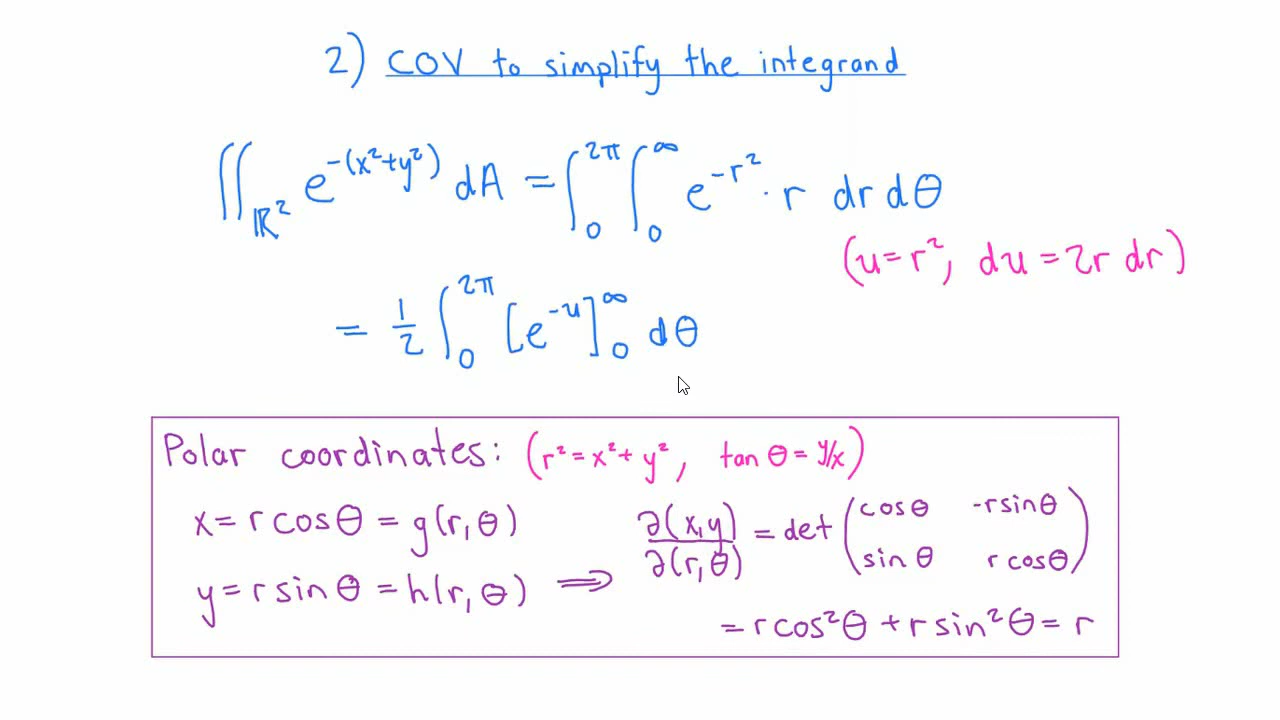 2) COV to simplify the integrand
∬_ℝ² e^(-(x²+y²)) dA = ∫_0^2π ∫_0^∞ e^(-r²) · r dr dθ
(u = r², du = 2r dr)
= 1/2 ∫_0^2π [e^(-u)]_0^∞ dθ
Polar coordinates: (r² = x² + y², tan θ = y/x)
x = r cos θ = g(r, θ)
y = r sin θ = h(r, θ) ⟹ ∂(x,y)/∂(r,θ) = det (cos θ -r sin θ
sin θ r cos θ)
= r cos²θ + r sin²θ = r